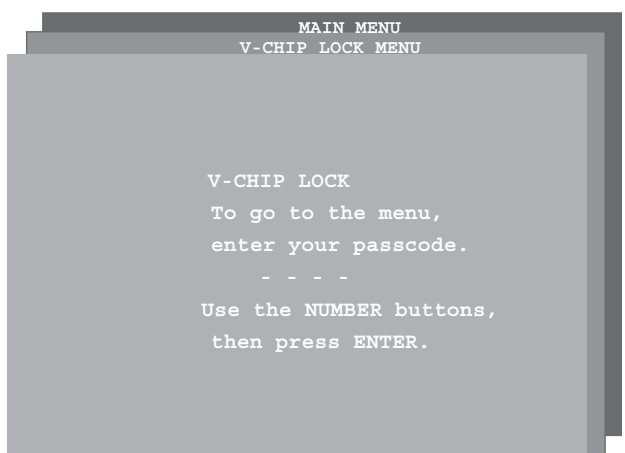 MAIN MENU
V-CHIP LOCK MENU
V-CHIP LOCK
To go to the menu,
enter your passcode.
- - - -
Use the NUMBER buttons,
then press ENTER.